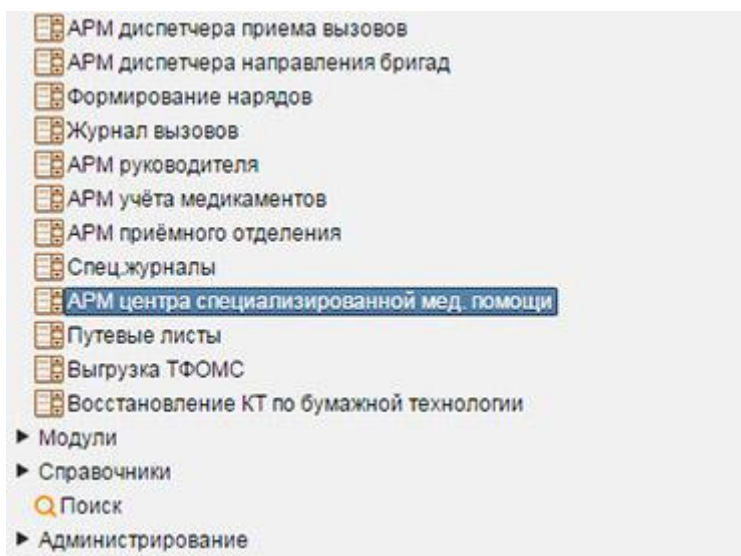 АРМ диспетчера приема вызовов
АРМ диспетчера направления бригад
Формирование нарядов
Журнал вызовов
АРМ руководителя
АРМ учёта медикаментов
АРМ приёмного отделения
Спец.журналы
АРМ центра специализированной мед. помощи
Путевые листы
Выгрузка ТФОМС
Восстановление КТ по бумажной технологии
Модули
Справочники
Поиск
Администрирование